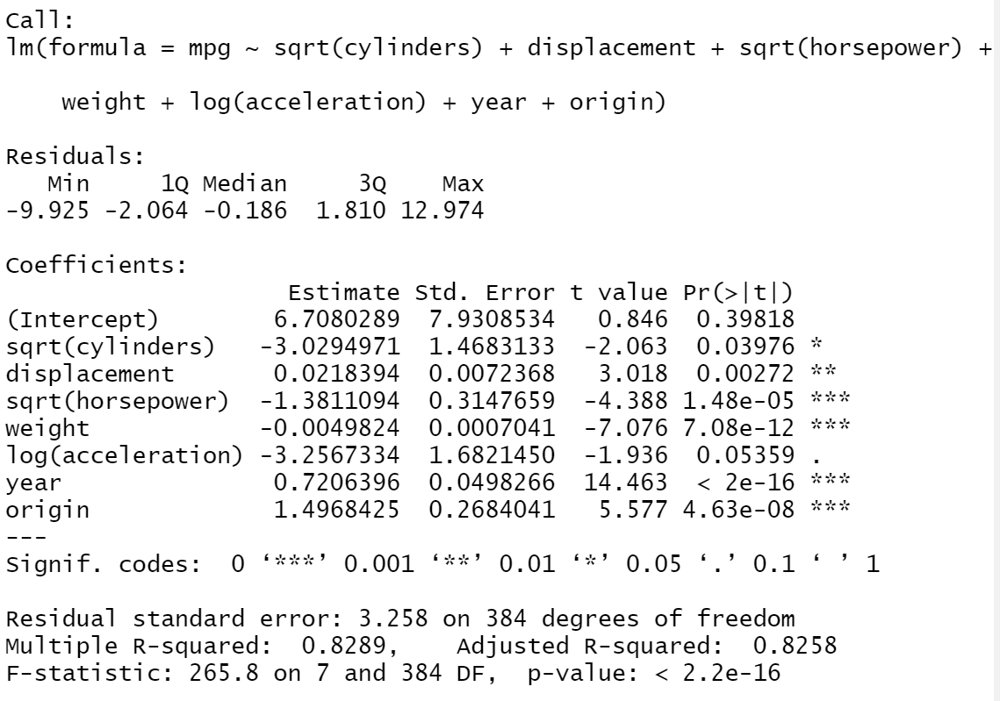 Call:
lm(formula = mpg ~ sqrt(cylinders) + displacement + sqrt(horsepower) +
    weight + log(acceleration) + year + origin)
Residuals:
   Min     1Q Median     3Q    Max
-9.925 -2.064 -0.186  1.810 12.974
Coefficients:
                    Estimate Std. Error t value Pr(>|t|)
(Intercept)        6.7080289  7.9308534   0.846  0.39818
sqrt(cylinders)   -3.0294971  1.4683133  -2.063  0.03976 *
displacement       0.0218394  0.0072368   3.018  0.00272 **
sqrt(horsepower)  -1.3811094  0.3147659  -4.388 1.48e-05 ***
weight            -0.0049824  0.0007041  -7.076 7.08e-12 ***
log(acceleration) -3.2567334  1.6821450  -1.936  0.05359 .
year               0.7206396  0.0498266  14.463  < 2e-16 ***
origin             1.4968425  0.2684041   5.577 4.63e-08 ***
---
Signif. codes:  0 ‘***’ 0.001 ‘**’ 0.01 ‘*’ 0.05 ‘.’ 0.1 ‘ ’ 1
Residual standard error: 3.258 on 384 degrees of freedom
Multiple R-squared:  0.8289,    Adjusted R-squared:  0.8258
F-statistic: 265.8 on 7 and 384 DF,  p-value: < 2.2e-16